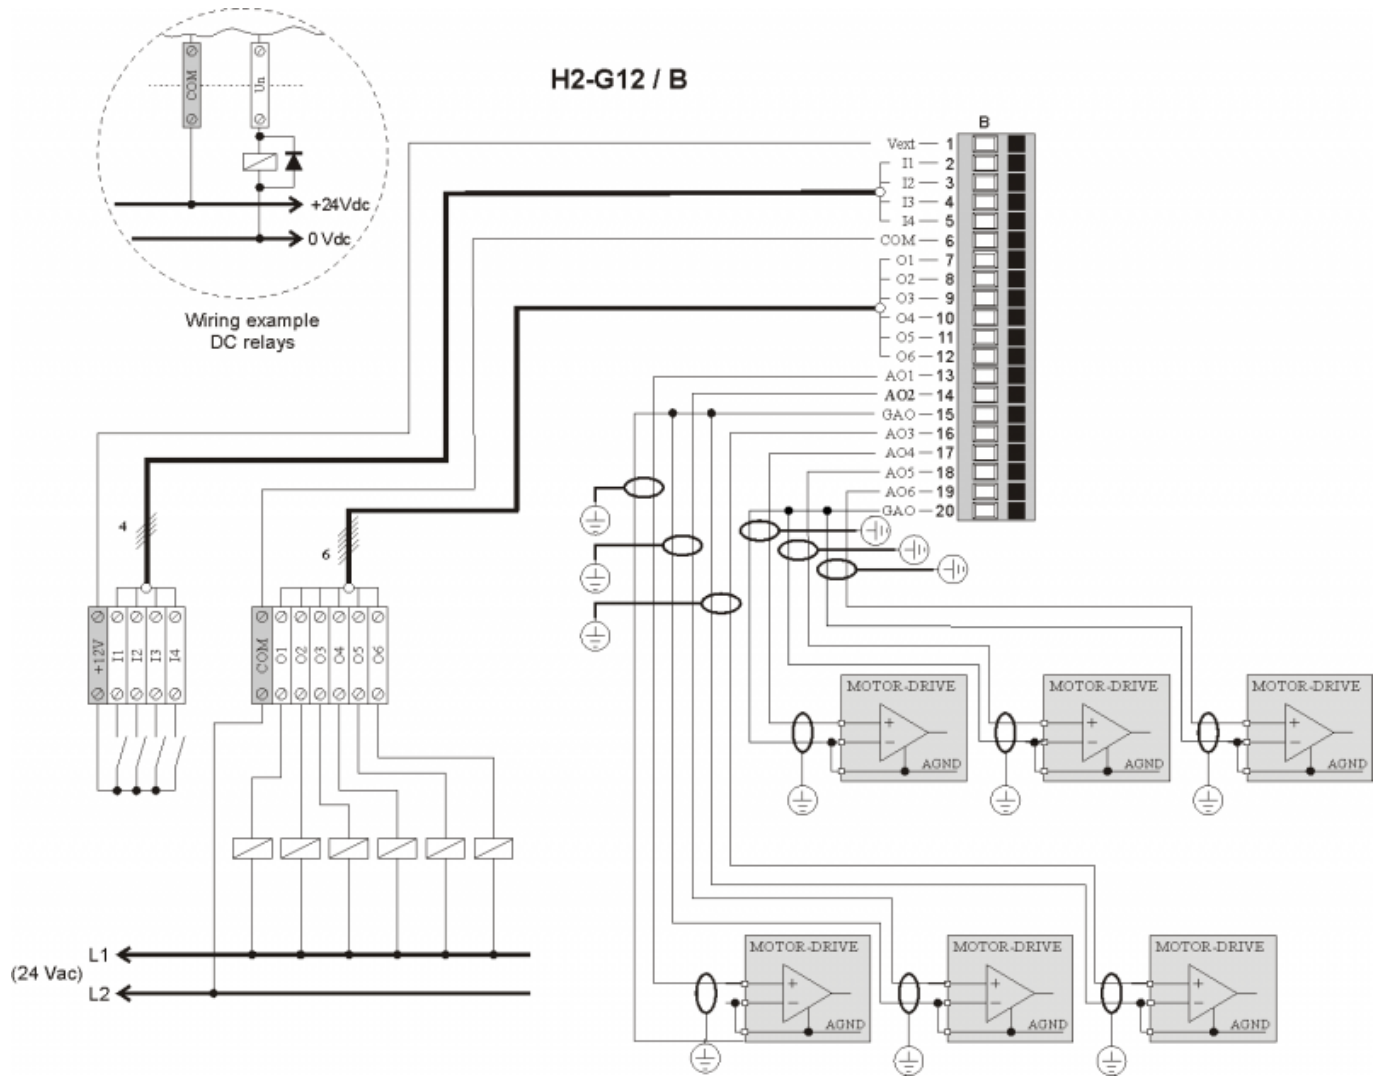 H2-G12 / B
COM
Un
+24Vdc
0 Vdc
Wiring example
DC relays
B
Vext 1
I1 2
I2 3
I3 4
I4 5
COM 6
O1 7
O2 8
O3 9
O4 10
O5 11
O6 12
AO1 13
AO2 14
GAO 15
AO3 16
AO4 17
AO5 18
AO6 19
GAO 20
4
6
+12V I1 I2 I3 I4
COM O1 O2 O3 O4 O5 O6
MOTOR-DRIVE MOTOR-DRIVE MOTOR-DRIVE
+ + +
− − −
AGND AGND AGND
L1
(24 Vac)
L2
MOTOR-DRIVE MOTOR-DRIVE MOTOR-DRIVE
+ + +
− − −
AGND AGND AGND